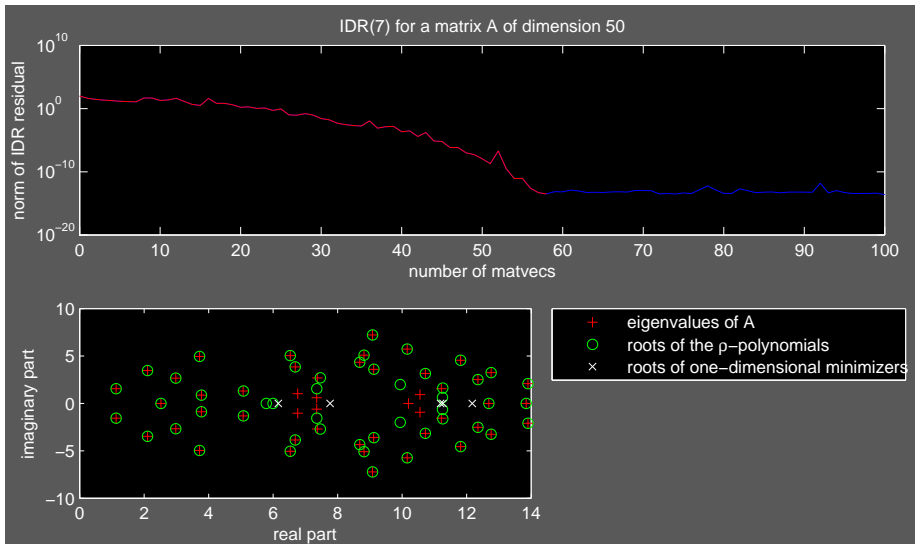 IDR(7) for a matrix A of dimension 50
norm of IDR residual
10^10
10^0
10^−10
10^−20
0 10 20 30 40 50 60 70 80 90 100
number of matvecs
imaginary part
10
5
0
−5
−10
0 2 4 6 8 10 12 14
real part
eigenvalues of A
roots of the ρ−polynomials
roots of one−dimensional minimizers